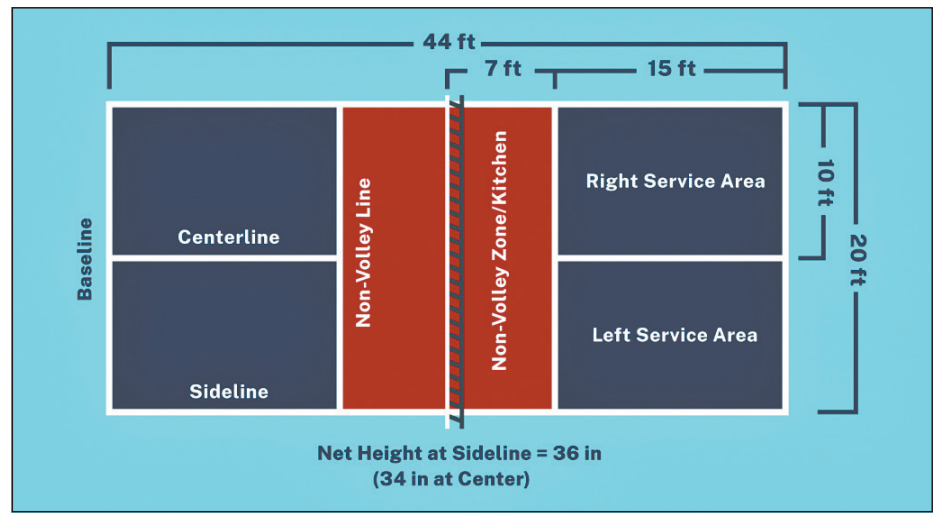 44 ft
7 ft
15 ft
Right Service Area
10 ft
20 ft
Centerline
Baseline
Non-Volley Line
Non-Volley Zone/Kitchen
Left Service Area
Sideline
Net Height at Sideline = 36 in
(34 in at Center)